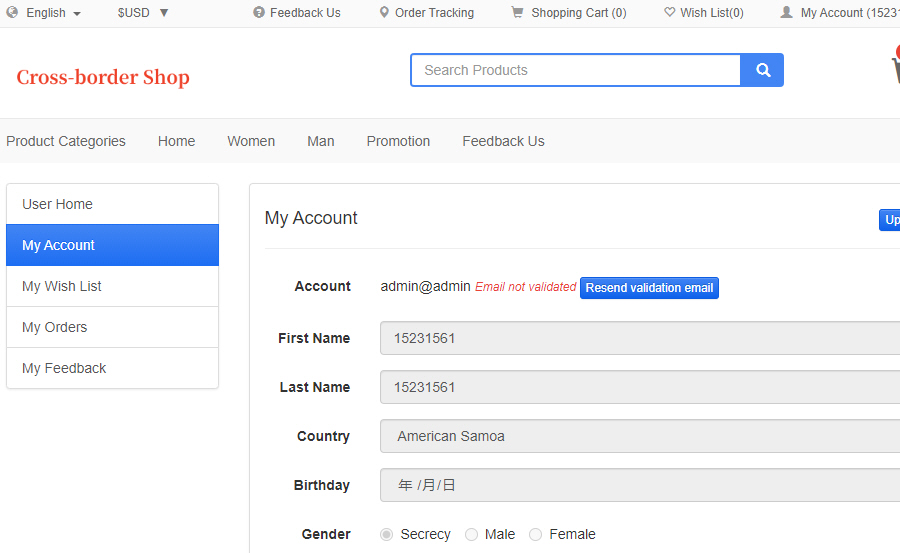 English $USD ▼ Feedback Us Order Tracking Shopping Cart (0) Wish List(0) My Account (15231
Cross-border Shop
Search Products
Product Categories Home Women Man Promotion Feedback Us
User Home
My Account
My Wish List
My Orders
My Feedback
My Account Up
Account admin@admin Email not validated Resend validation email
First Name 15231561
Last Name 15231561
Country American Samoa
Birthday 年 /月/日
Gender Secrecy Male Female